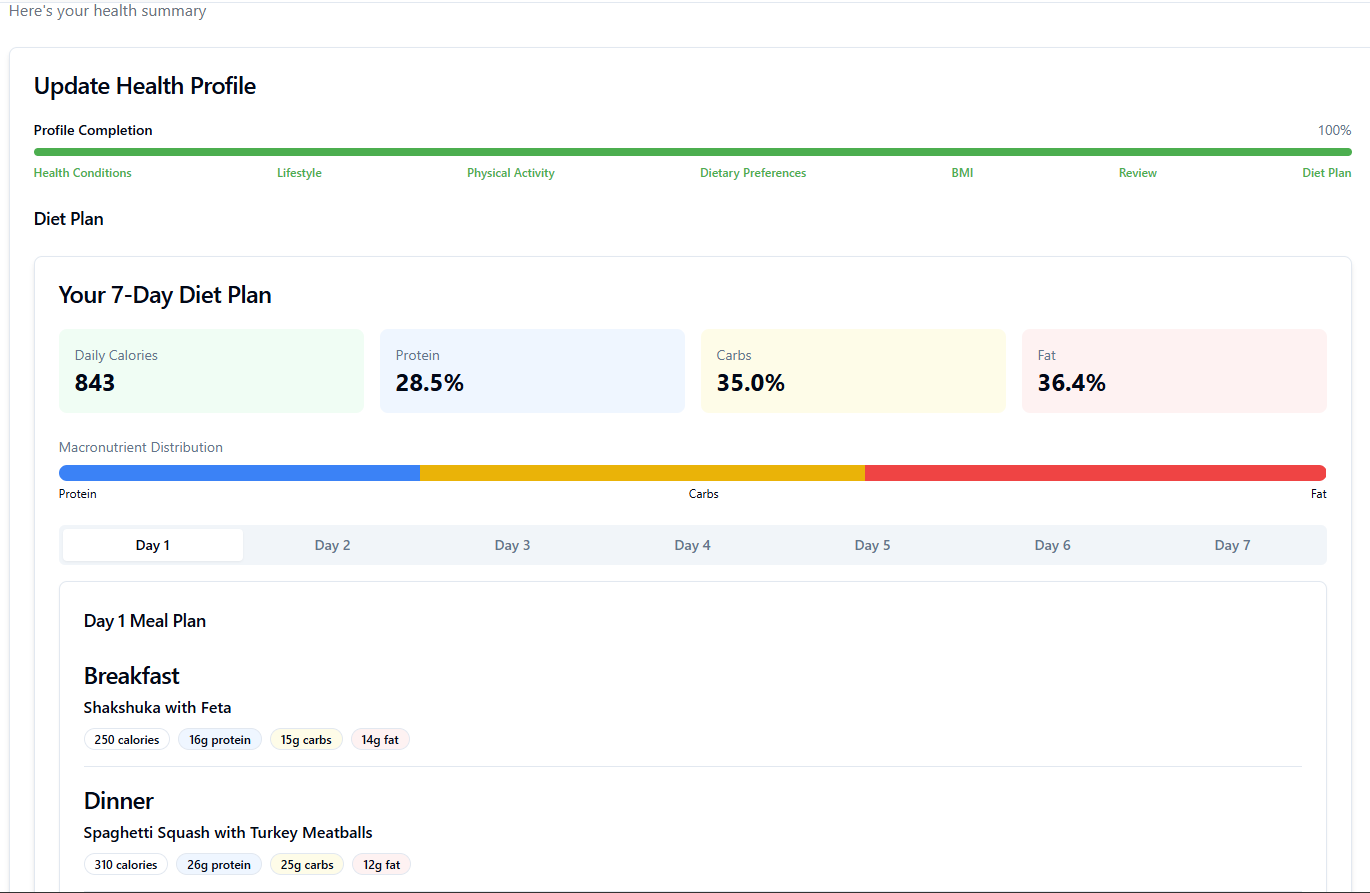 Here's your health summary
Update Health Profile
Profile Completion 100%
Health Conditions Lifestyle Physical Activity Dietary Preferences BMI Review Diet Plan
Diet Plan
Your 7-Day Diet Plan
Daily Calories Protein Carbs Fat
843 28.5% 35.0% 36.4%
Macronutrient Distribution
Protein Carbs Fat
Day 1 Day 2 Day 3 Day 4 Day 5 Day 6 Day 7
Day 1 Meal Plan
Breakfast
Shakshuka with Feta
250 calories 16g protein 15g carbs 14g fat
Dinner
Spaghetti Squash with Turkey Meatballs
310 calories 26g protein 25g carbs 12g fat